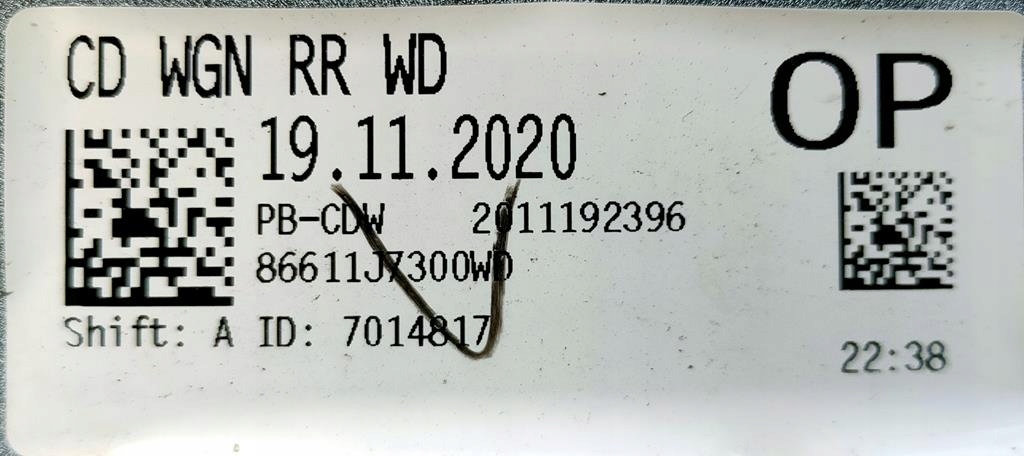 CD WGN RR WD
OP
19.11.2020
PB-CDW 2011192396
86611J7300WD
Shift: A ID: 7014817
22:38